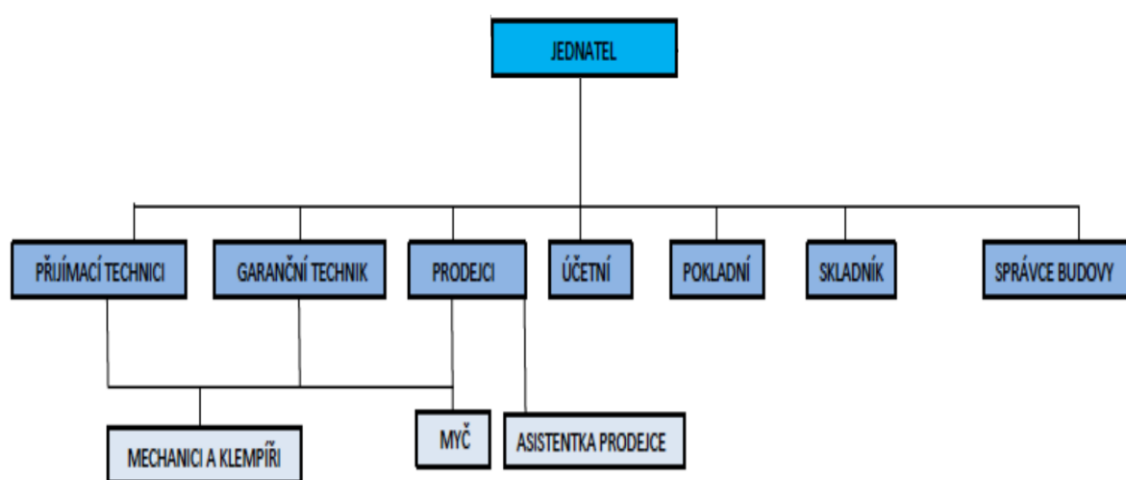 JEDNATEL
PŘIJÍMACÍ TECHNICI
GARANČNÍ TECHNIK
PRODEJCI
ÚČETNÍ
POKLADNÍ
SKLADNÍK
SPRÁVCE BUDOVY
MECHANICI A KLEMPÍŘI
MYČ
ASISTENTKA PRODEJCE